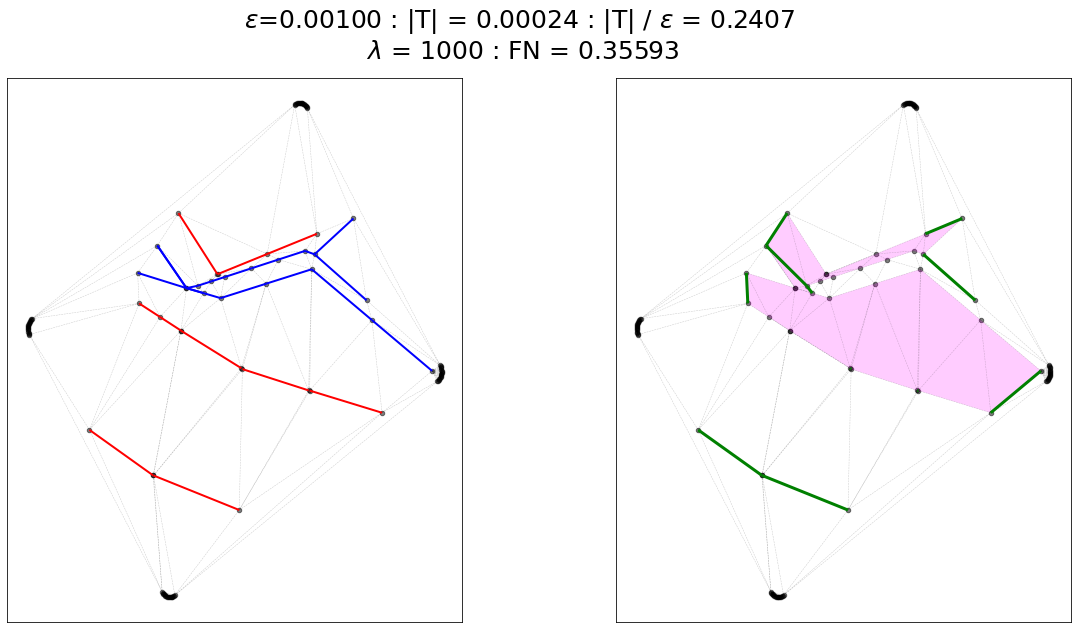 ε=0.00100 : |T| = 0.00024 : |T| / ε = 0.2407
λ = 1000 : FN = 0.35593